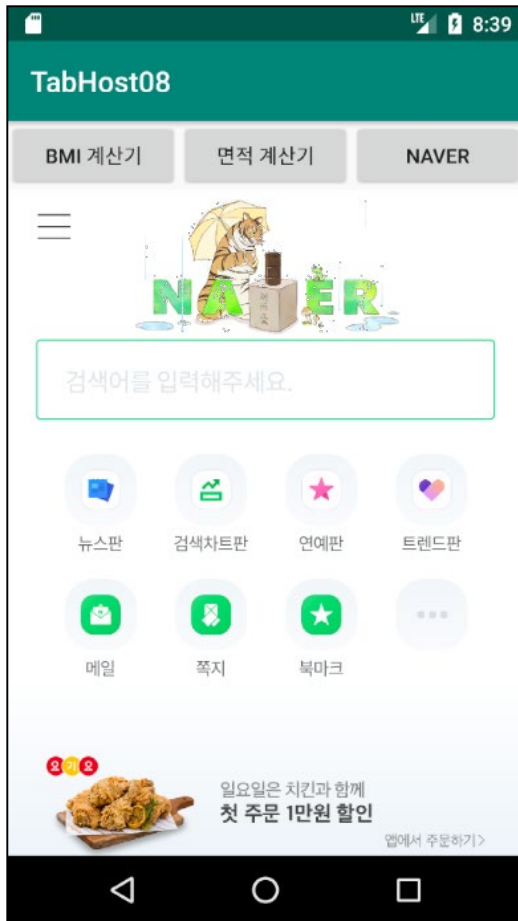 LTE 8:39
TabHost08
BMI 계산기 면적 계산기 NAVER
NAVER
검색어를 입력해주세요.
뉴스판 검색차트판 연예판 트렌드판
메일 쪽지 북마크
요기요
일요일은 치킨과 함께
첫 주문 1만원 할인
앱에서 주문하기>